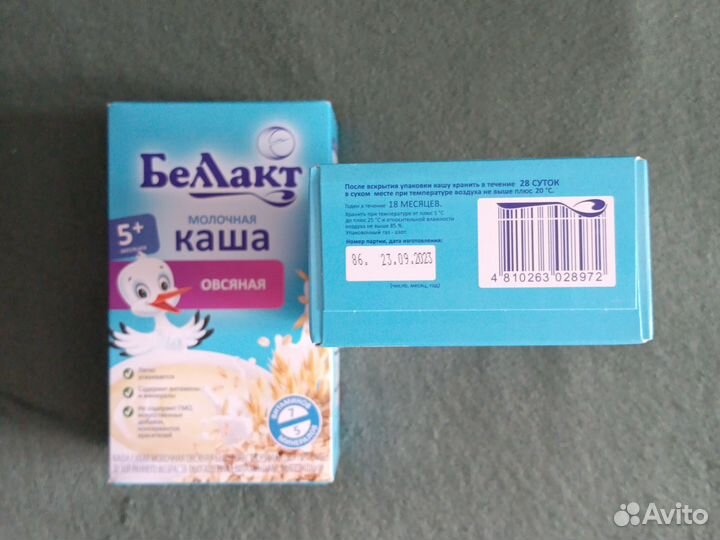 БеЛЛакт
МОЛОЧНАЯ
каша
5+
месяцев
ОВСЯНАЯ
Легко
усваивается
Содержит витамины
и минералы
Не содержит ГМО,
искусственных
добавок,
консервантов,
красителей
ВИТАМИНОВ
7
5
МИНЕРАЛОВ
После вскрытия упаковки кашу хранить в течение 28 СУТОК
в сухом месте при температуре воздуха не выше плюс 20 °С.
Годен в течение 18 МЕСЯЦЕВ.
Хранить при температуре от плюс 5 °С
до плюс 25 °С и относительной влажности
воздуха не выше 85 %.
Упаковочный газ - азот.
Номер партии, дата изготовления:
86. 23.09.2023
(число, месяц, год)
4 810263 028972
Avito